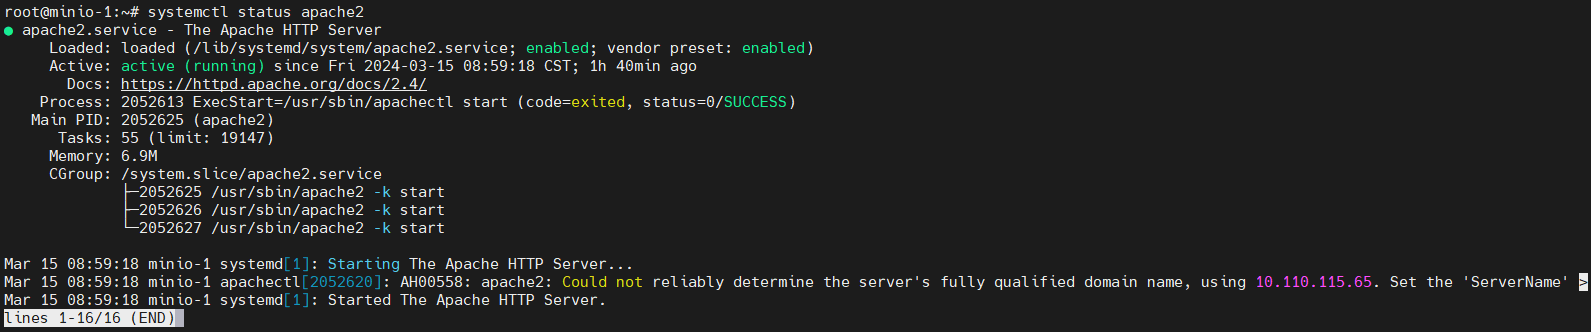 root@minio-1:~# systemctl status apache2
● apache2.service - The Apache HTTP Server
     Loaded: loaded (/lib/systemd/system/apache2.service; enabled; vendor preset: enabled)
     Active: active (running) since Fri 2024-03-15 08:59:18 CST; 1h 40min ago
       Docs: https://httpd.apache.org/docs/2.4/
    Process: 2052613 ExecStart=/usr/sbin/apachectl start (code=exited, status=0/SUCCESS)
   Main PID: 2052625 (apache2)
      Tasks: 55 (limit: 19147)
     Memory: 6.9M
     CGroup: /system.slice/apache2.service
             ├─2052625 /usr/sbin/apache2 -k start
             ├─2052626 /usr/sbin/apache2 -k start
             └─2052627 /usr/sbin/apache2 -k start
Mar 15 08:59:18 minio-1 systemd[1]: Starting The Apache HTTP Server...
Mar 15 08:59:18 minio-1 apachectl[2052620]: AH00558: apache2: Could not reliably determine the server's fully qualified domain name, using 10.110.115.65. Set the 'ServerName' >
Mar 15 08:59:18 minio-1 systemd[1]: Started The Apache HTTP Server.
lines 1-16/16 (END)